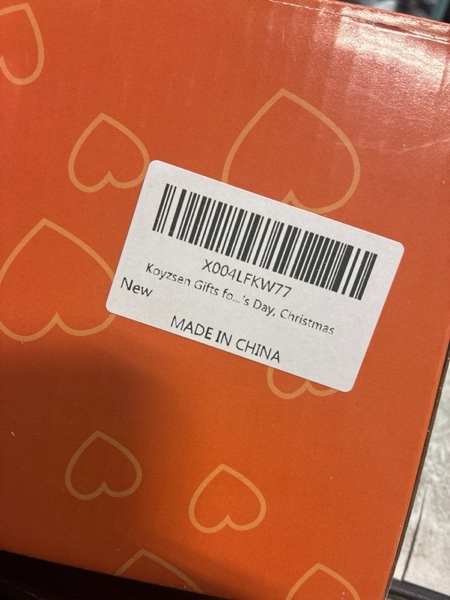 X004LFKW77
Koyzsen Gifts fo...'s Day, Christmas
New
MADE IN CHINA